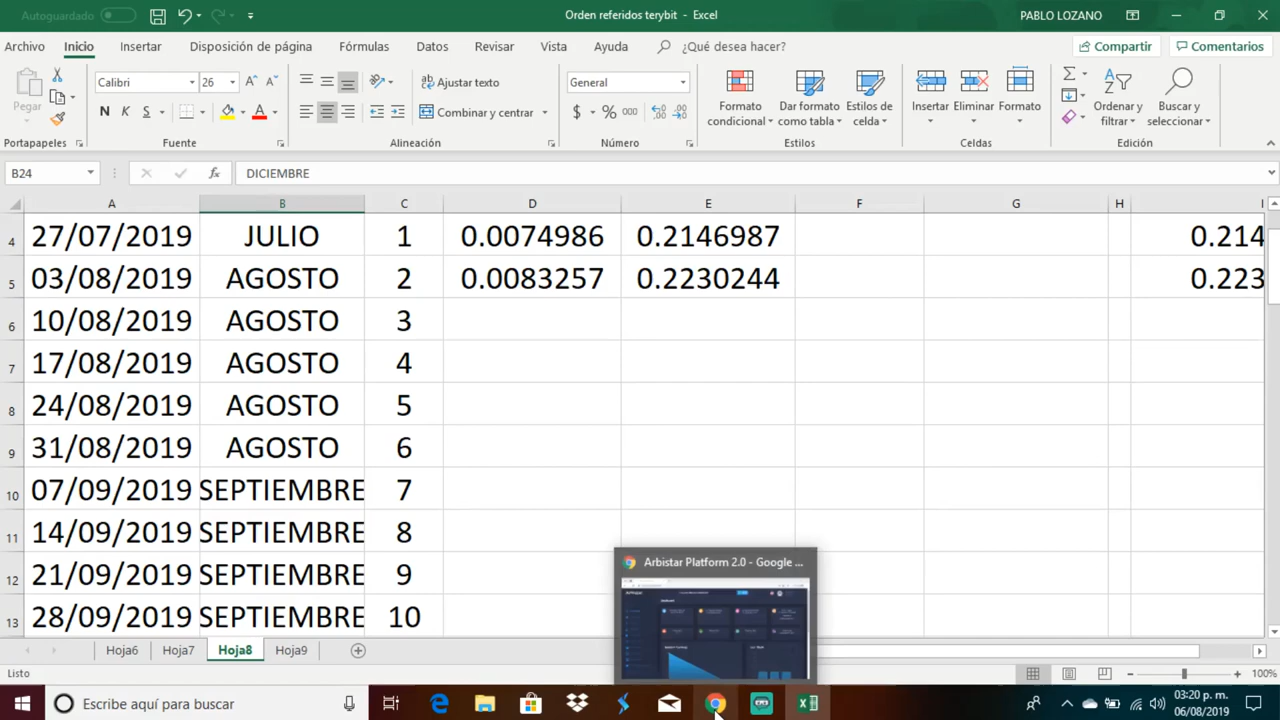 Autoguardado
Orden referidos terybit - Excel
PABLO LOZANO
Archivo Inicio Insertar Disposición de página Fórmulas Datos Revisar Vista Ayuda ¿Qué desea hacer? Compartir Comentarios
Pegar
Calibri 26
N K S
Ajustar texto
Combinar y centrar
General
$ % 000
Formato condicional
Dar formato como tabla
Estilos de celda
Insertar
Eliminar
Formato
Ordenar y filtrar
Buscar y seleccionar
Portapapeles Fuente Alineación Número Estilos Celdas Edición
B24 fx DICIEMBRE
A B C D E F G H I
4 27/07/2019 JULIO 1 0.0074986 0.2146987 0.214
5 03/08/2019 AGOSTO 2 0.0083257 0.2230244 0.223
6 10/08/2019 AGOSTO 3
7 17/08/2019 AGOSTO 4
8 24/08/2019 AGOSTO 5
9 31/08/2019 AGOSTO 6
10 07/09/2019 SEPTIEMBRE 7
11 14/09/2019 SEPTIEMBRE 8
12 21/09/2019 SEPTIEMBRE 9
13 28/09/2019 SEPTIEMBRE 10
Arbistar Platform 2.0 - Google ...
Hoja6 Hoja7 Hoja8 Hoja9
Listo
100%
Escribe aquí para buscar
03:20 p. m.
06/08/2019